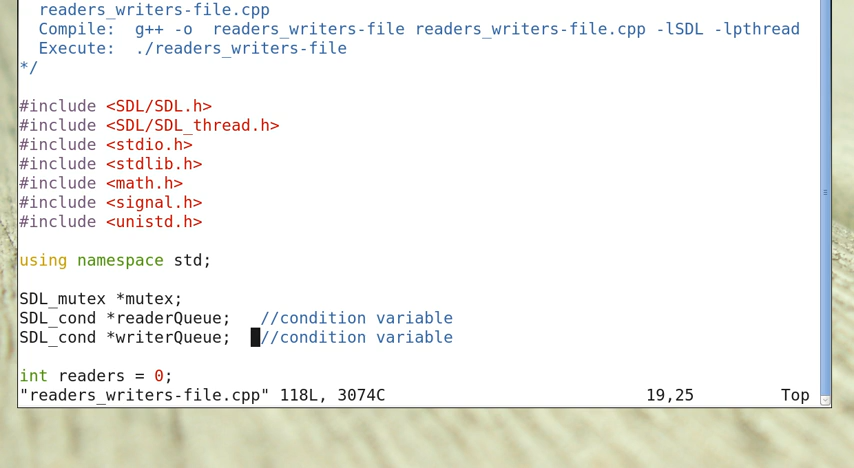 readers_writers-file.cpp
Compile:  g++ -o  readers_writers-file readers_writers-file.cpp -lSDL -lpthread
Execute:  ./readers_writers-file
*/
#include <SDL/SDL.h>
#include <SDL/SDL_thread.h>
#include <stdio.h>
#include <stdlib.h>
#include <math.h>
#include <signal.h>
#include <unistd.h>
using namespace std;
SDL_mutex *mutex;
SDL_cond *readerQueue;   //condition variable
SDL_cond *writerQueue;   //condition variable
int readers = 0;
"readers_writers-file.cpp" 118L, 3074C 19,25 Top